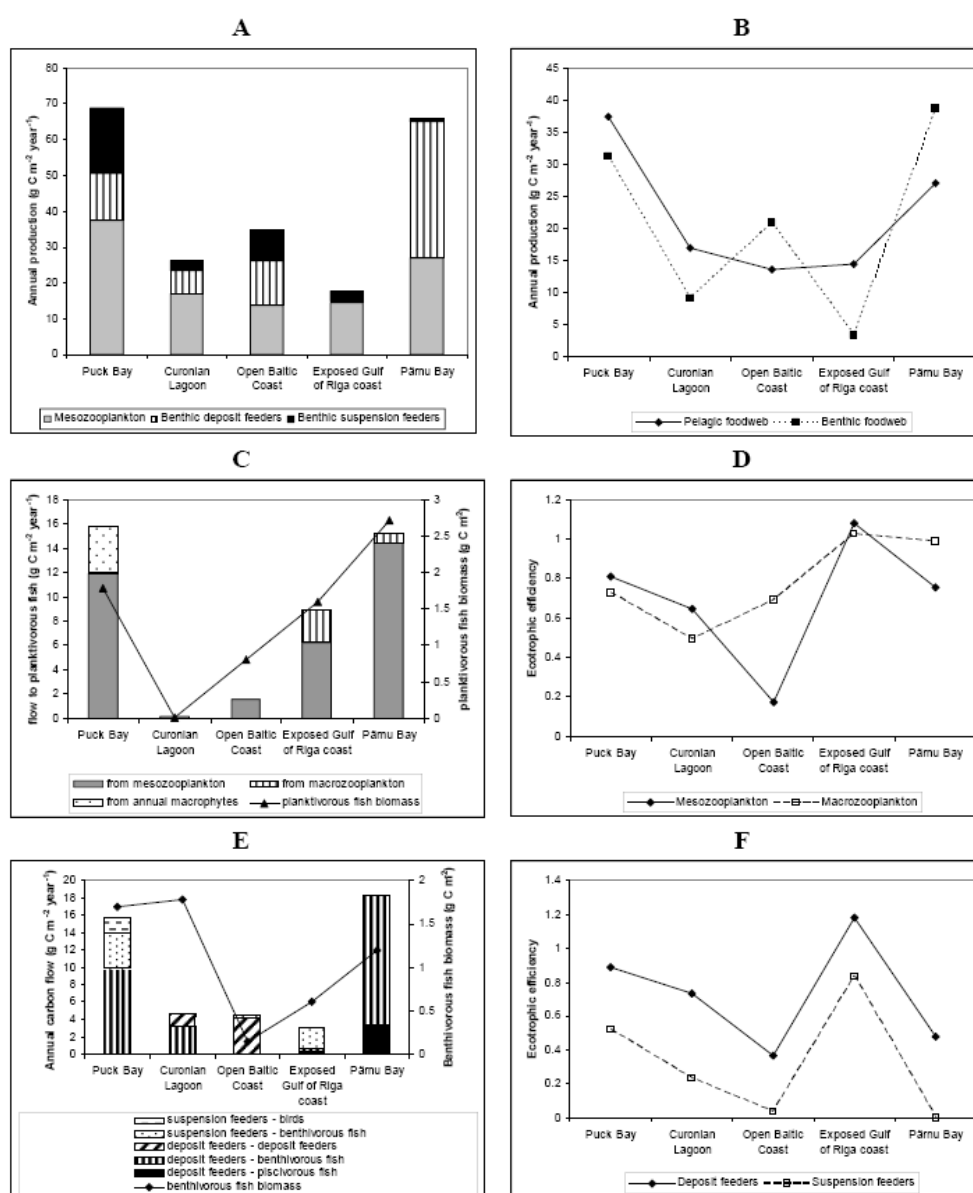 A
B
80
70
60
50
40
30
20
10
0
Annual production (g C m⁻² year⁻¹)
Puck Bay
Curonian
Lagoon
Open Baltic
Coast
Exposed Gulf
of Riga coast
Pärnu Bay
Mesozooplankton
Benthic deposit feeders
Benthic suspension feeders
45
40
35
30
25
20
15
10
5
0
Annual production (g C m⁻² year⁻¹)
Puck Bay
Curonian
Lagoon
Open Baltic
Coast
Exposed Gulf
of Riga coast
Pärnu Bay
Pelagic foodweb
Benthic foodweb
C
D
18
16
14
12
10
8
6
4
2
0
flow to planktivorous fish (g C m⁻² year⁻¹)
3
2.5
2
1.5
1
0.5
0
planktivorous fish biomass (g C m²)
Puck Bay
Curonian
Lagoon
Open Baltic
Coast
Exposed Gulf
of Riga coast
Pärnu Bay
from mesozooplankton
from macrozooplankton
from annual macrophytes
planktivorous fish biomass
1.2
1
0.8
0.6
0.4
0.2
0
Ecotrophic efficiency
Puck Bay
Curonian
Lagoon
Open Baltic
Coast
Exposed Gulf
of Riga coast
Pärnu Bay
Mesozooplankton
Macrozooplankton
E
F
20
18
16
14
12
10
8
6
4
2
0
Annual carbon flow (g C m⁻² year⁻¹)
2
1.5
1
0.5
0
Benthivorous fish biomass (g C m²)
Puck Bay
Curonian
Lagoon
Open Baltic
Coast
Exposed
Gulf of Riga
coast
Pärnu Bay
suspension feeders - birds
suspension feeders - benthivorous fish
deposit feeders - deposit feeders
deposit feeders - benthivorous fish
deposit feeders - piscivorous fish
benthivorous fish biomass
1.4
1.2
1
0.8
0.6
0.4
0.2
0
Ecotrophic efficiency
Puck Bay
Curonian
Lagoon
Open Baltic
Coast
Exposed Gulf
of Riga coast
Pärnu Bay
Deposit feeders
Suspension feeders